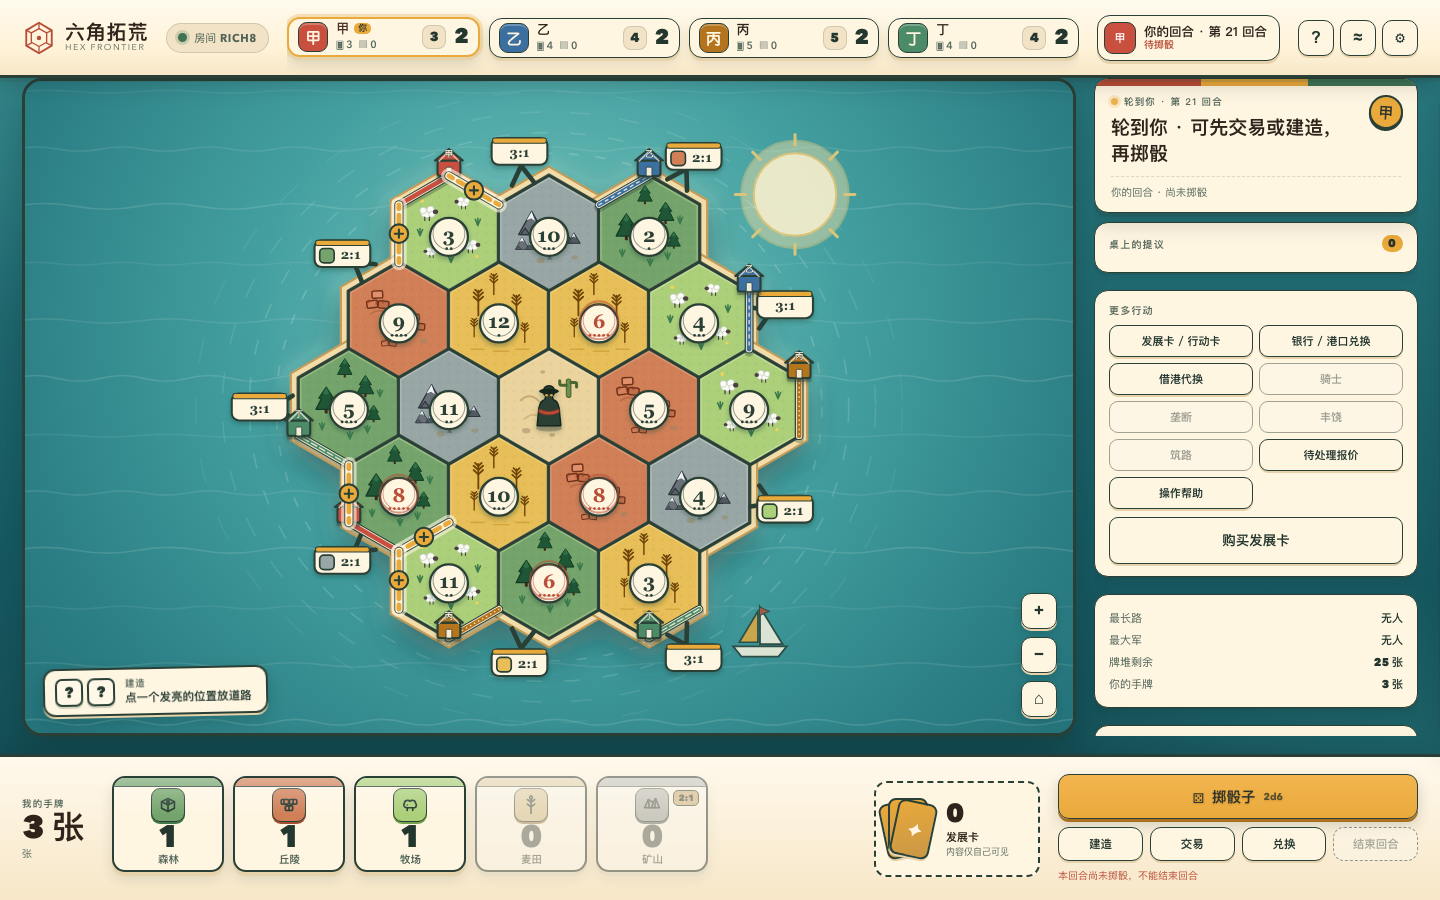 六角拓荒
HEX FRONTIER
房间 RICH8
甲 甲 你
3 0
3 2
乙 乙
4 0
4 2
丙 丙
5 0
5 2
丁 丁
4 0
4 2
甲 你的回合 · 第 21 回合
待掷骰
? ≈
轮到你 · 第 21 回合
甲
轮到你 · 可先交易或建造，
再掷骰
你的回合 · 尚未掷骰
桌上的提议
0
更多行动
发展卡 / 行动卡
银行 / 港口兑换
借港代换
骑士
垄断
丰饶
筑路
待处理报价
操作帮助
购买发展卡
最长路 无人
最大军 无人
牌堆剩余 25 张
你的手牌 3 张
3:1
2:1
3 10 2
2:1
9 12 6 4
3:1
3:1
5 11 5 9
8 10 8 4
2:1
2:1
11 6 3
2:1
3:1
+
−
? ?
建造
点一个发亮的位置放道路
我的手牌
3 张
张
1
森林
1
丘陵
1
牧场
0
麦田
2:1
0
矿山
0
发展卡
内容仅自己可见
掷骰子 2d6
建造
交易
兑换
结束回合
本回合尚未掷骰，不能结束回合